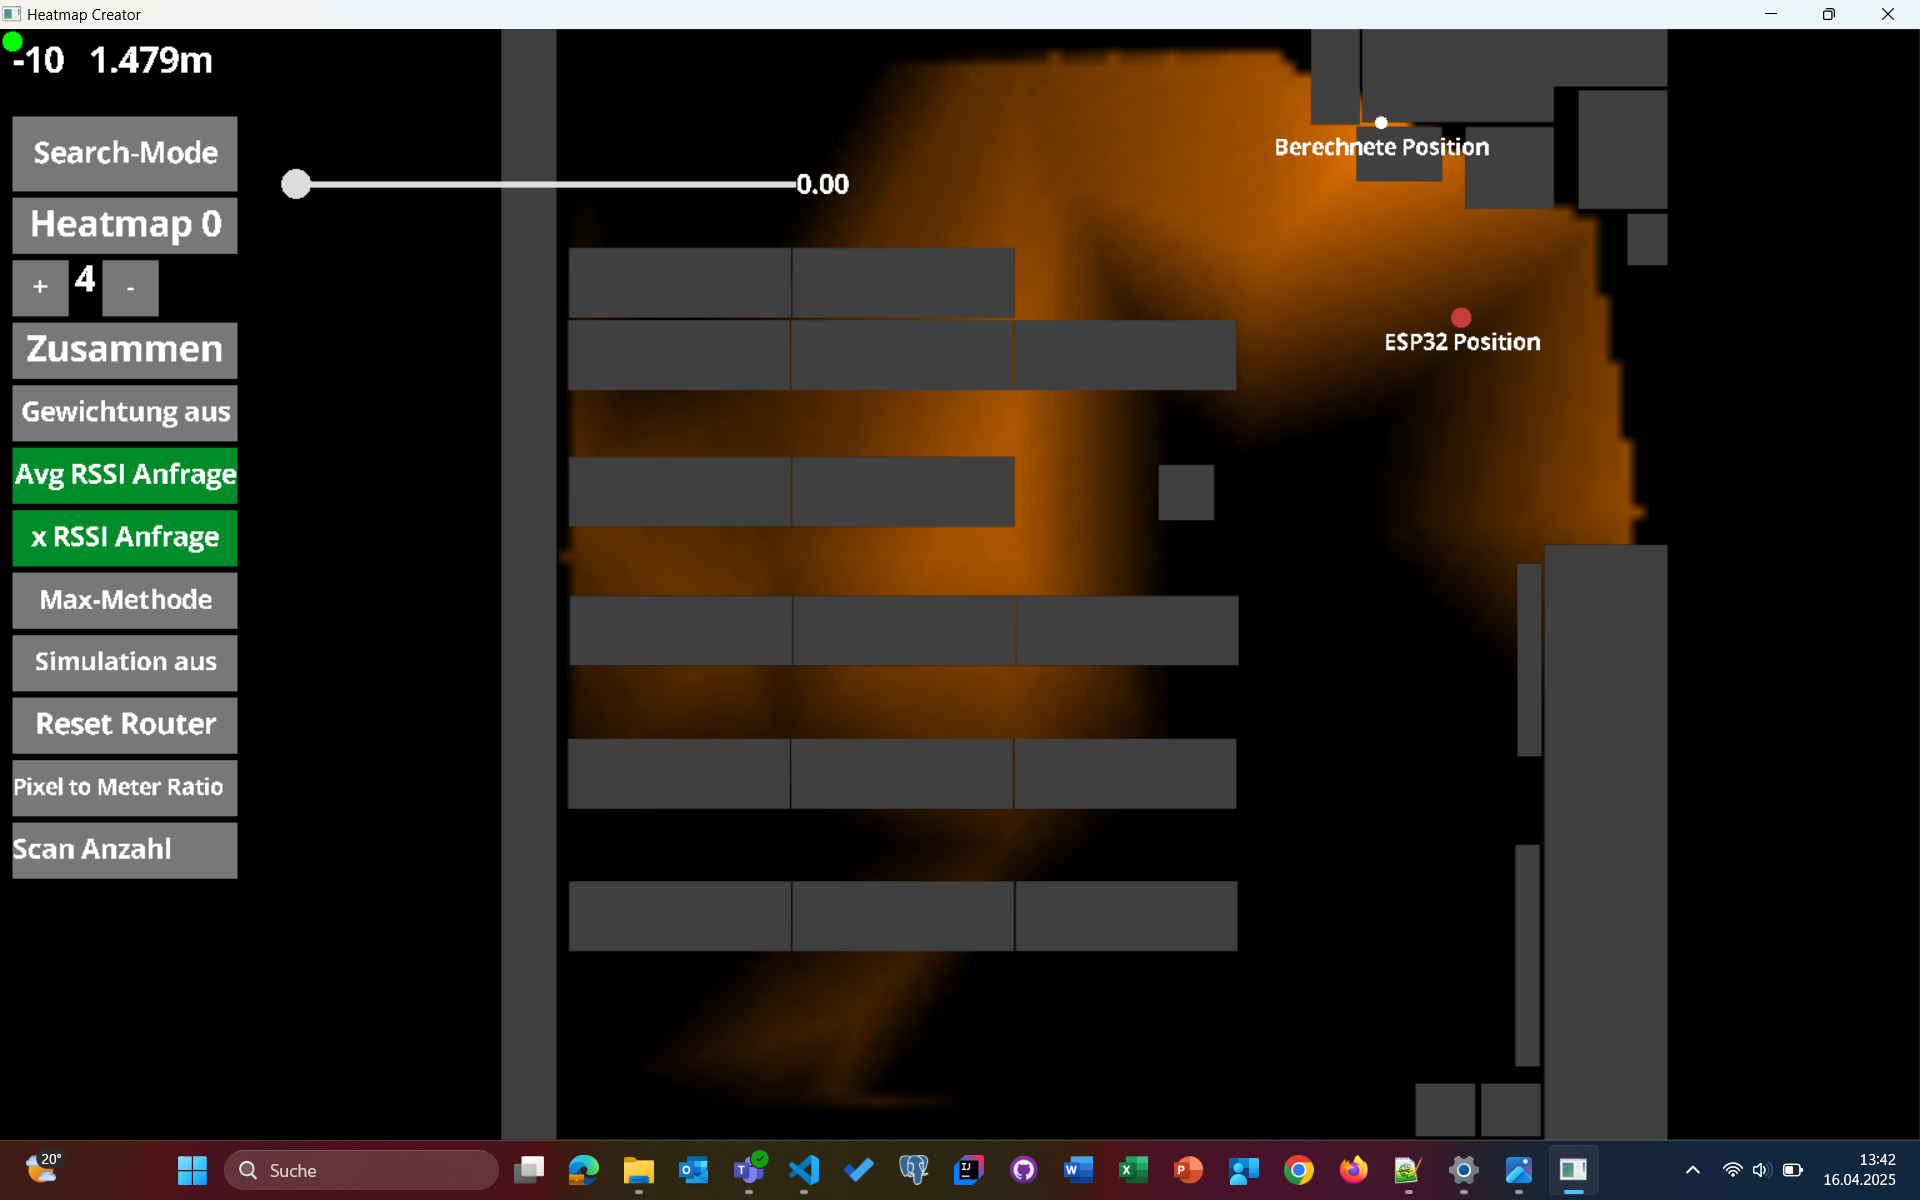 Heatmap Creator
-10 1.479m
Search-Mode
0.00
Heatmap 0
+ 4 -
Zusammen
Gewichtung aus
Avg RSSI Anfrage
x RSSI Anfrage
Max-Methode
Simulation aus
Reset Router
Pixel to Meter Ratio
Scan Anzahl
Berechnete Position
ESP32 Position
20°
Suche
13:42
16.04.2025